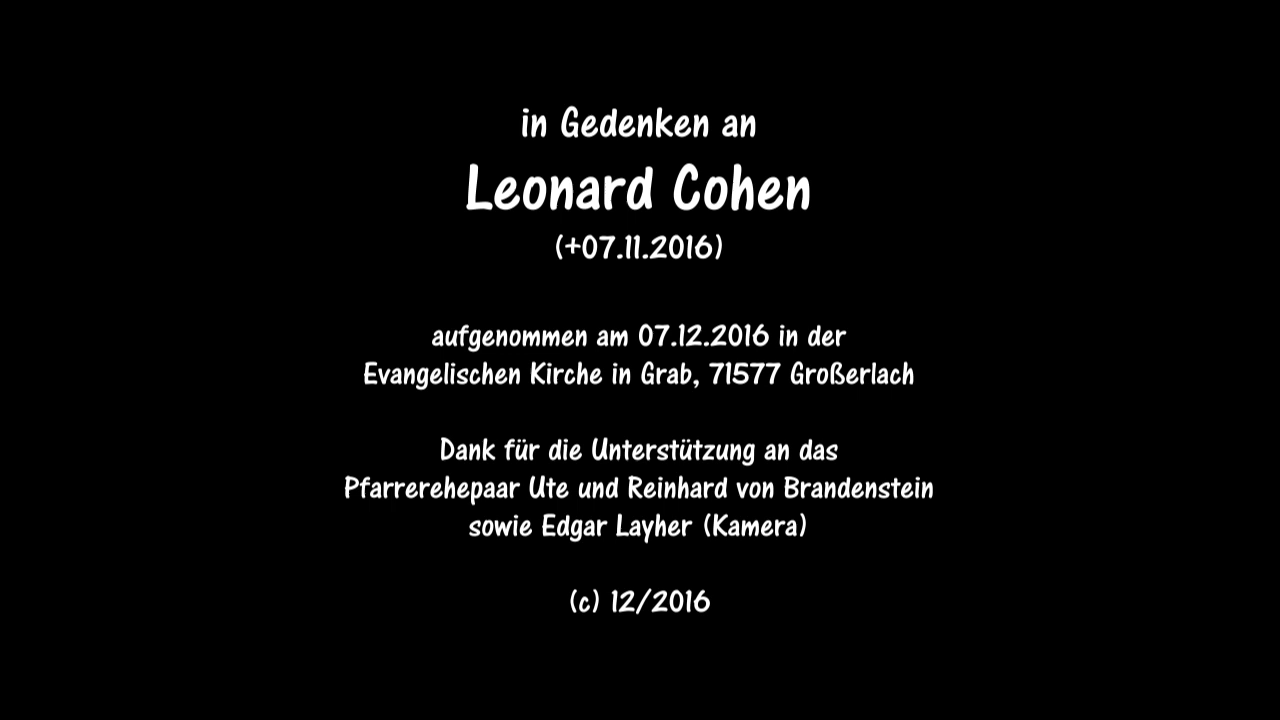 in Gedenken an
Leonard Cohen
(+07.11.2016)
aufgenommen am 07.12.2016 in der
Evangelischen Kirche in Grab, 71577 Großerlach
Dank für die Unterstützung an das
Pfarrerehepaar Ute und Reinhard von Brandenstein
sowie Edgar Layher (Kamera)
(c) 12/2016